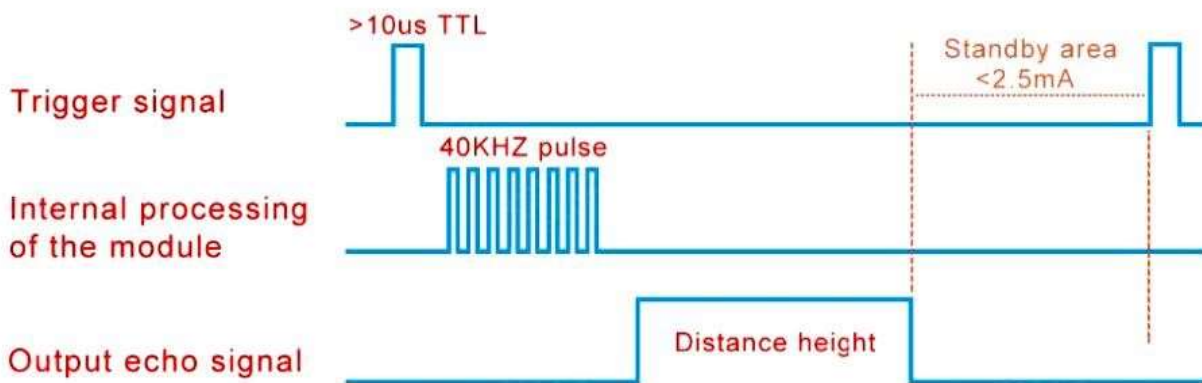 >10us TTL
Standby area
<2.5mA
Trigger signal
40KHZ pulse
Internal processing
of the module
Distance height
Output echo signal